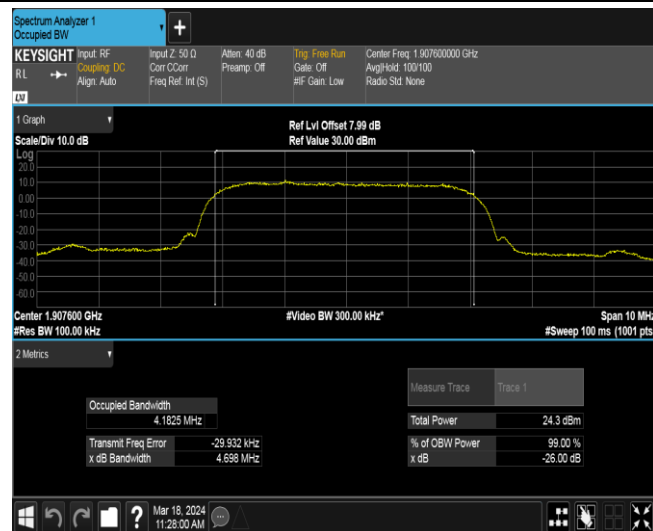 Spectrum Analyzer 1
Occupied BW
+
KEYSIGHT Input: RF Input Z: 50 Ω Atten: 40 dB Trig: Free Run Center Freq: 1.907600000 GHz
RL Coupling: DC Corr CCorr Preamp: Off Gate: Off Avg|Hold: 100/100
Align: Auto Freq Ref: Int (S) #IF Gain: Low Radio Std: None
LXI
1 Graph
Ref Lvl Offset 7.99 dB
Scale/Div 10.0 dB Ref Value 30.00 dBm
Log
20.0
10.0
0.00
-10.0
-20.0
-30.0
-40.0
-50.0
-60.0
Center 1.907600 GHz #Video BW 300.00 kHz* Span 10 MHz
#Res BW 100.00 kHz #Sweep 100 ms (1001 pts)
2 Metrics
Measure Trace Trace 1
Occupied Bandwidth
4.1825 MHz Total Power 24.3 dBm
Transmit Freq Error -29.932 kHz % of OBW Power 99.00 %
x dB Bandwidth 4.698 MHz x dB -26.00 dB
? Mar 18, 2024
11:28:00 AM